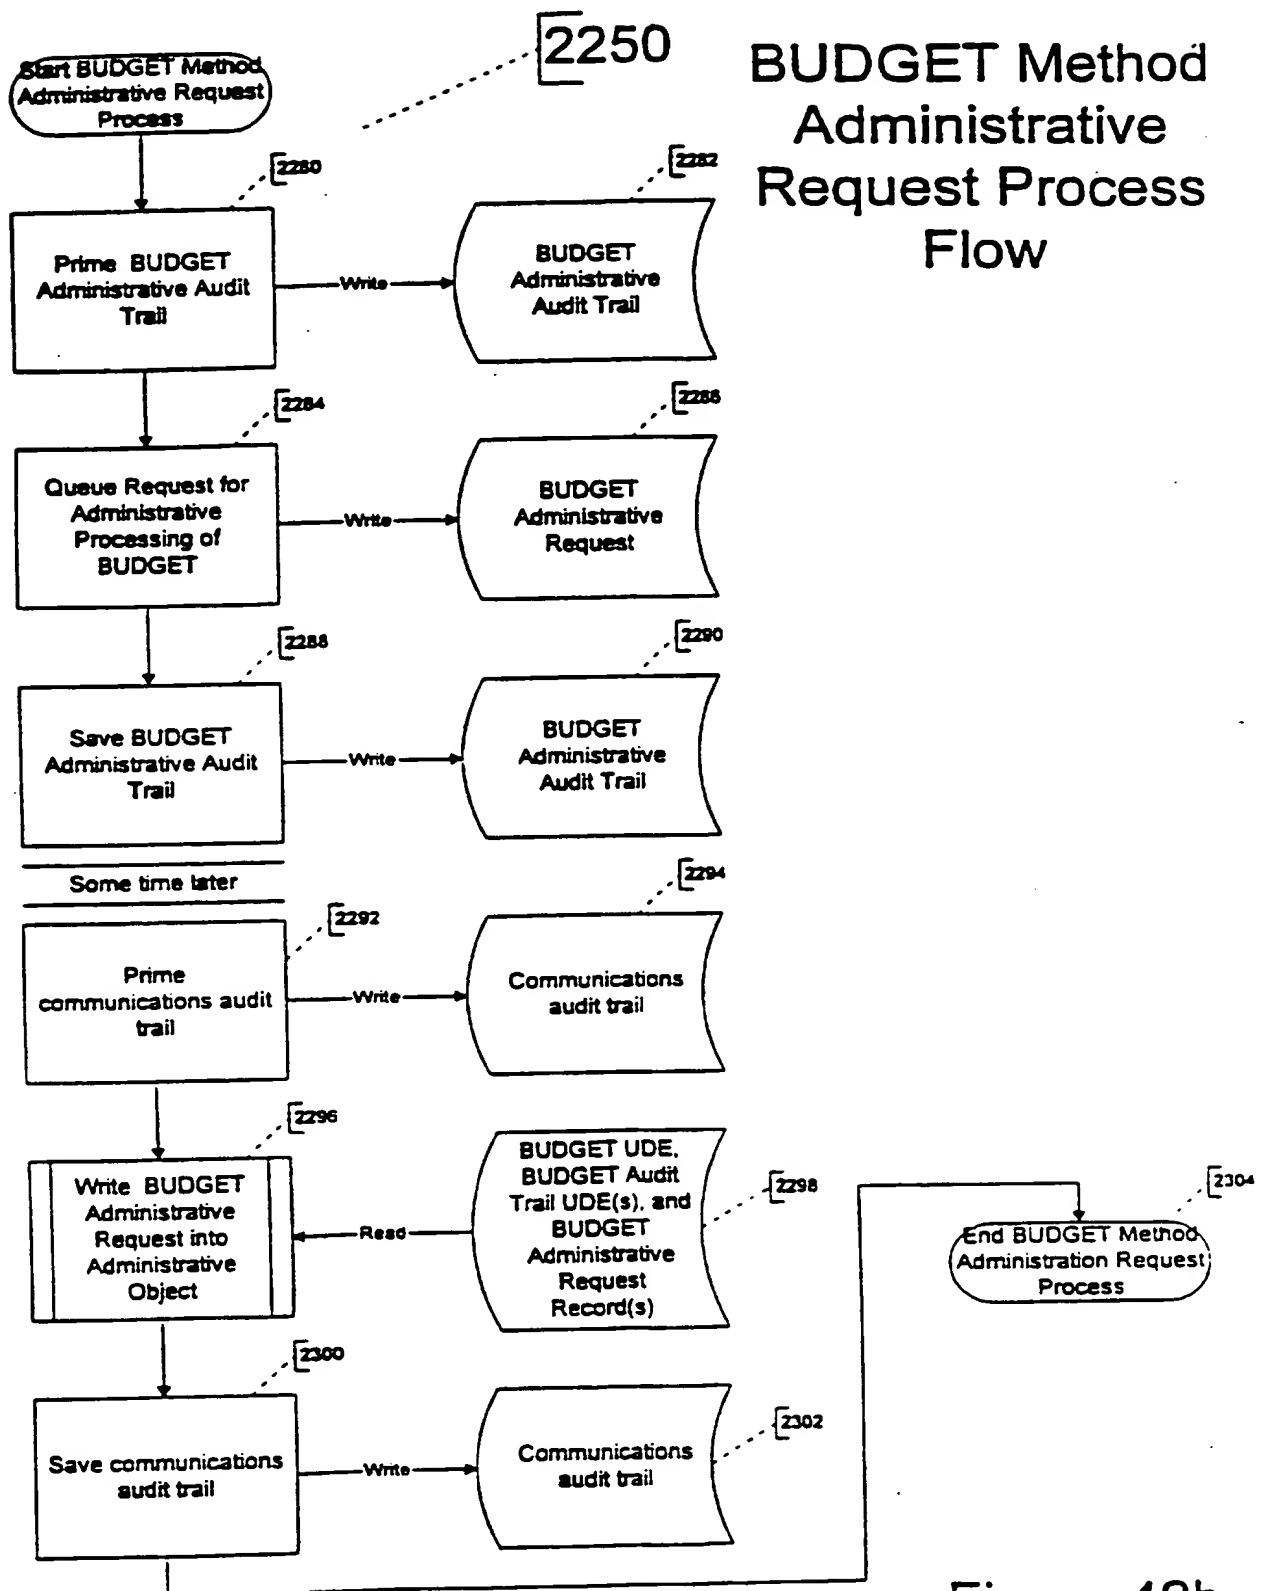 2250
BUDGET Method
Administrative
Request Process
Flow
Start BUDGET Method
Administrative Request
Process
2280
2282
Prime BUDGET
Administrative Audit
Trail
Write
BUDGET
Administrative
Audit Trail
2284
2286
Queue Request for
Administrative
Processing of
BUDGET
Write
BUDGET
Administrative
Request
2288
2290
Save BUDGET
Administrative Audit
Trail
Write
BUDGET
Administrative
Audit Trail
Some time later
2292
2294
Prime
communications audit
trail
Write
Communications
audit trail
2296
2298
Write BUDGET
Administrative
Request into
Administrative
Object
Read
BUDGET UDE,
BUDGET Audit
Trail UDE(s), and
BUDGET
Administrative
Request
Record(s)
2304
End BUDGET Method
Administration Request
Process
2300
2302
Save communications
audit trail
Write
Communications
audit trail